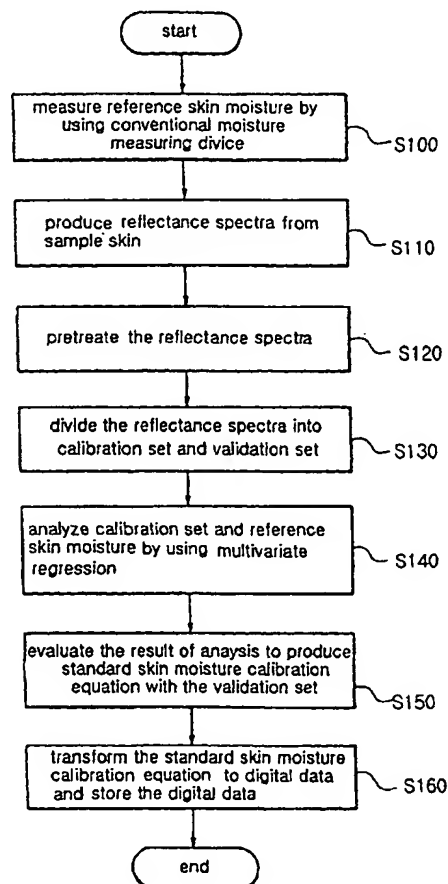 start
measure reference skin moisture by
using conventional moisture
measuring divice
S100
produce reflectance spectra from
sample skin
S110
pretreate the reflectance spectra
S120
divide the reflectance spectra into
calibration set and validation set
S130
analyze calibration set and reference
skin moisture by using multivariate
regression
S140
evaluate the result of anaysis to produce
standard skin moisture calibration
equation with the validation set
S150
transform the standard skin moisture
calibration equation to digital data
and store the digital data
S160
end